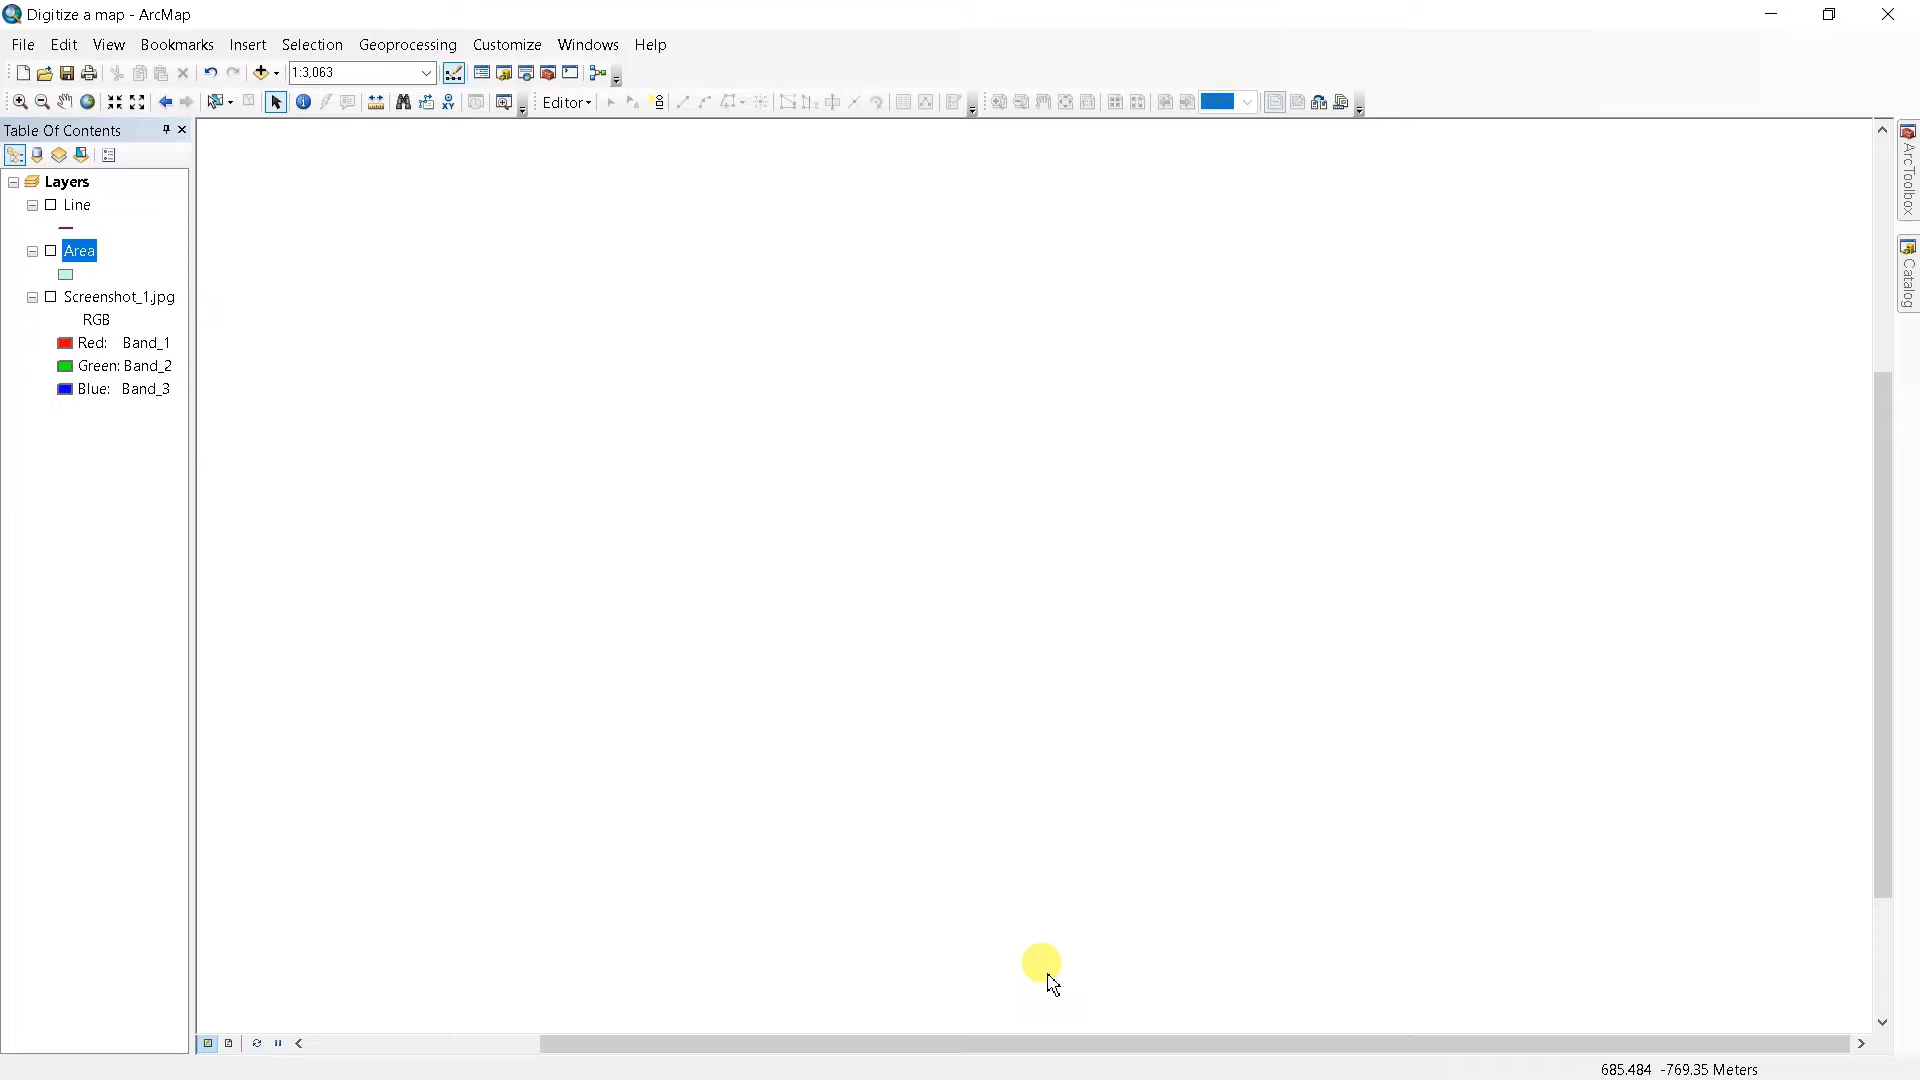 Digitize a map - ArcMap
File Edit View Bookmarks Insert Selection Geoprocessing Customize Windows Help
1:3,063
Editor
Table Of Contents
Layers
Line
Area
Screenshot_1.jpg
RGB
Red: Band_1
Green: Band_2
Blue: Band_3
ArcToolbox
Catalog
685.484 -769.35 Meters